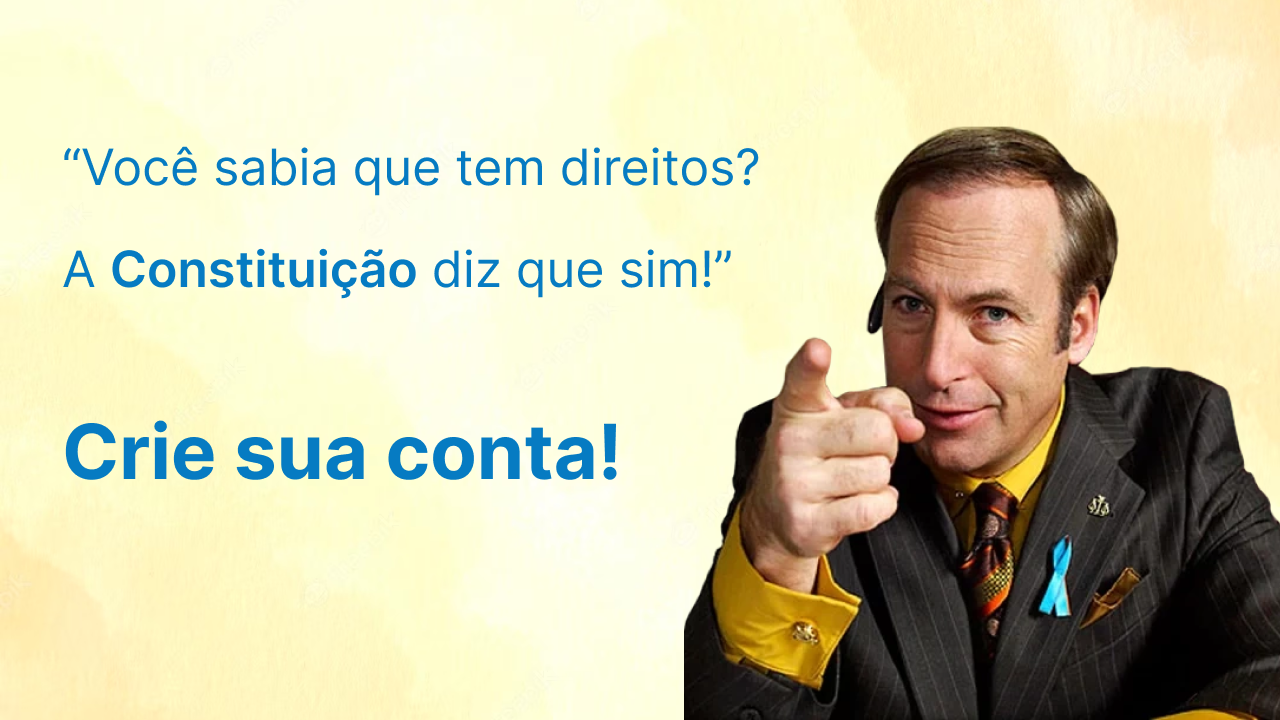 “Você sabia que tem direitos?
A Constituição diz que sim!”
Crie sua conta!